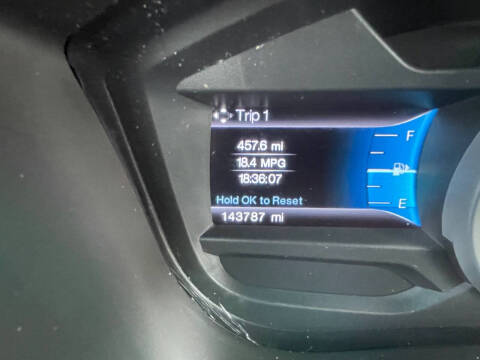 Trip 1
457.6 mi
18.4 MPG
18:36:07
Hold OK to Reset
143787 mi
F
E